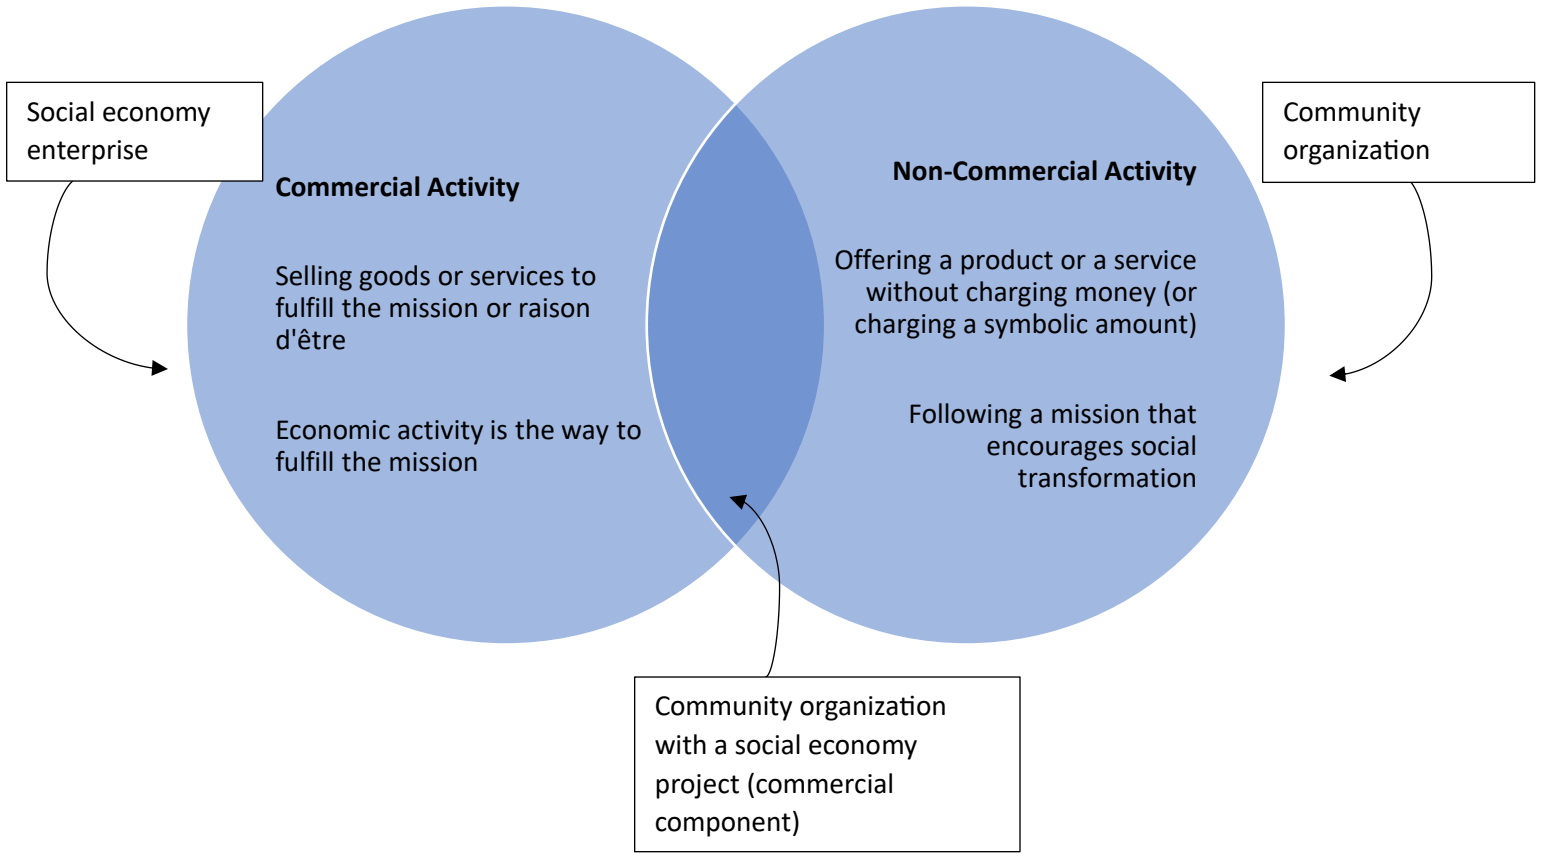 Social economy
enterprise
Commercial Activity
Selling goods or services to
fulfill the mission or raison
d'être
Economic activity is the way to
fulfill the mission
Non-Commercial Activity
Offering a product or a service
without charging money (or
charging a symbolic amount)
Following a mission that
encourages social
transformation
Community
organization
Community organization
with a social economy
project (commercial
component)